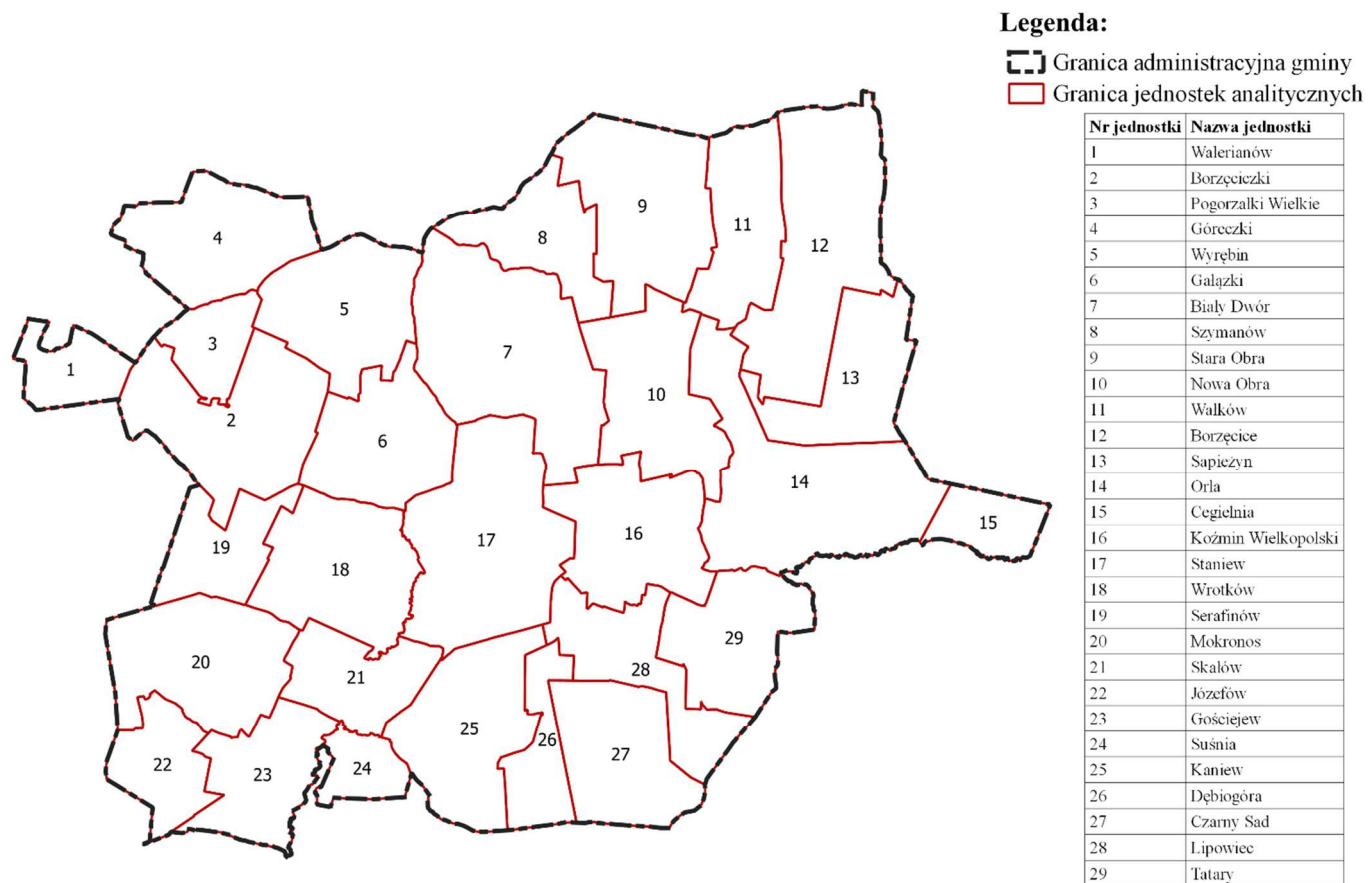 Legenda:
Granica administracyjna gminy
Granica jednostek analitycznych
Nr jednostki Nazwa jednostki
1 Walerianów
2 Borzęciczki
3 Pogorzałki Wielkie
4 Góreczki
5 Wyrębin
6 Gałązki
7 Biały Dwór
8 Szymanów
9 Stara Obra
10 Nowa Obra
11 Wałków
12 Borzęcice
13 Sapieżyn
14 Orla
15 Cegielnia
16 Koźmin Wielkopolski
17 Staniew
18 Wrotków
19 Serafinów
20 Mokronos
21 Skałów
22 Józefów
23 Gościejew
24 Suśnia
25 Kaniew
26 Dębiogóra
27 Czarny Sad
28 Lipowiec
29 Tatary
4
9
11
12
8
5
3
7
1
13
10
2
6
14
15
16
17
19
18
29
20
28
21
25
26
27
22
23
24